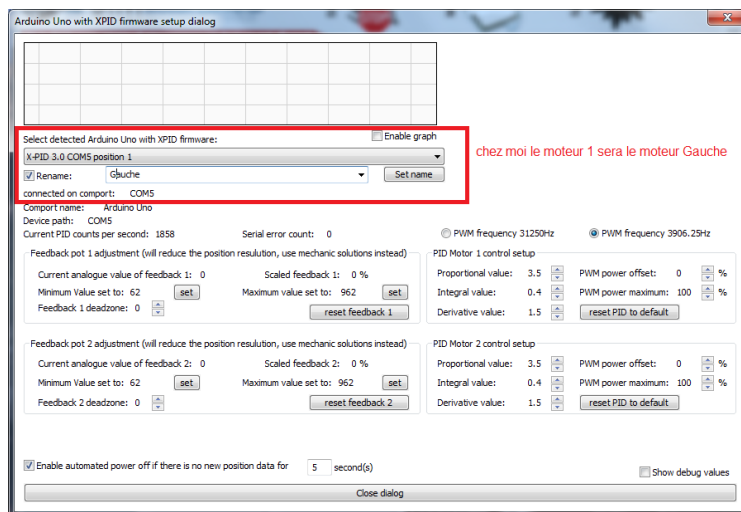 Arduino Uno with XPID firmware setup dialog
Select detected Arduino Uno with XPID firmware:
Enable graph
X-PID 3.0 COM5 position 1
chez moi le moteur 1 sera le moteur Gauche
Rename: Gauche Set name
connected on comport: COM5
Comport name: Arduino Uno
Device path: COM5
Current PID counts per second: 1858 Serial error count: 0 PWM frequency 31250Hz PWM frequency 3906.25Hz
Feedback pot 1 adjustment (will reduce the position resulution, use mechanic solutions instead) PID Motor 1 control setup
Current analogue value of feedback 1: 0 Scaled feedback 1: 0 % Proportional value: 3.5 PWM power offset: 0 %
Minimum Value set to: 62 set Maximum value set to: 962 set Integral value: 0.4 PWM power maximum: 100 %
Feedback 1 deadzone: 0 reset feedback 1 Derivative value: 1.5 reset PID to default
Feedback pot 2 adjustment (will reduce the position resulution, use mechanic solutions instead) PID Motor 2 control setup
Current analogue value of feedback 2: 0 Scaled feedback 2: 0 % Proportional value: 3.5 PWM power offset: 0 %
Minimum Value set to: 62 set Maximum value set to: 962 set Integral value: 0.4 PWM power maximum: 100 %
Feedback 2 deadzone: 0 reset feedback 2 Derivative value: 1.5 reset PID to default
Enable automated power off if there is no new position data for 5 second(s)
Show debug values
Close dialog